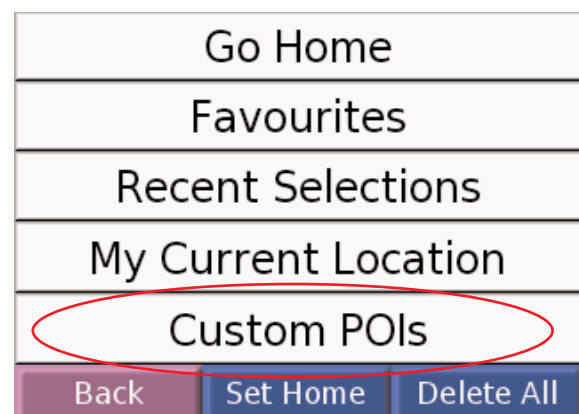 Go Home
Favourites
Recent Selections
My Current Location
Custom POIs
Back Set Home Delete All